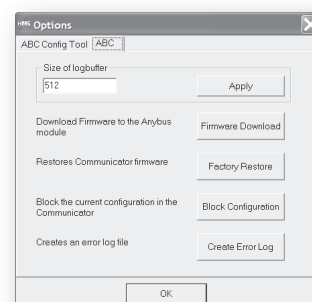 HMS Options
ABC Config Tool ABC
Size of logbuffer
512
Apply
Download Firmware to the Anybus
module
Firmware Download
Restores Communicator firmware
Factory Restore
Block the current configuration in the
Communicator
Block Configuration
Creates an error log file
Create Error Log
OK